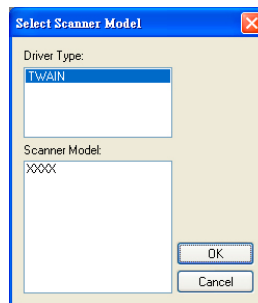 Select Scanner Model
Driver Type:
TWAIN
Scanner Model:
XXXX
OK
Cancel